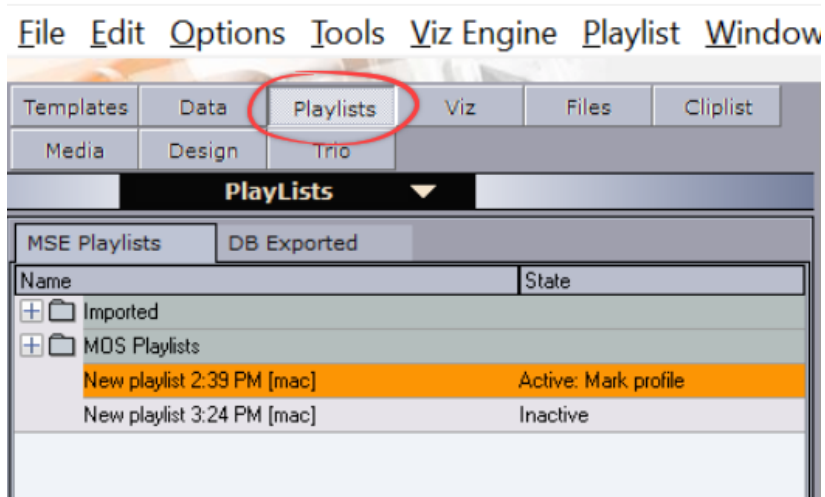 File Edit Options Tools Viz Engine Playlist Window
Templates Data Playlists Viz Files Cliplist
Media Design Trio
PlayLists
MSE Playlists DB Exported
Name State
Imported
MOS Playlists
New playlist 2:39 PM [mac] Active: Mark profile
New playlist 3:24 PM [mac] Inactive